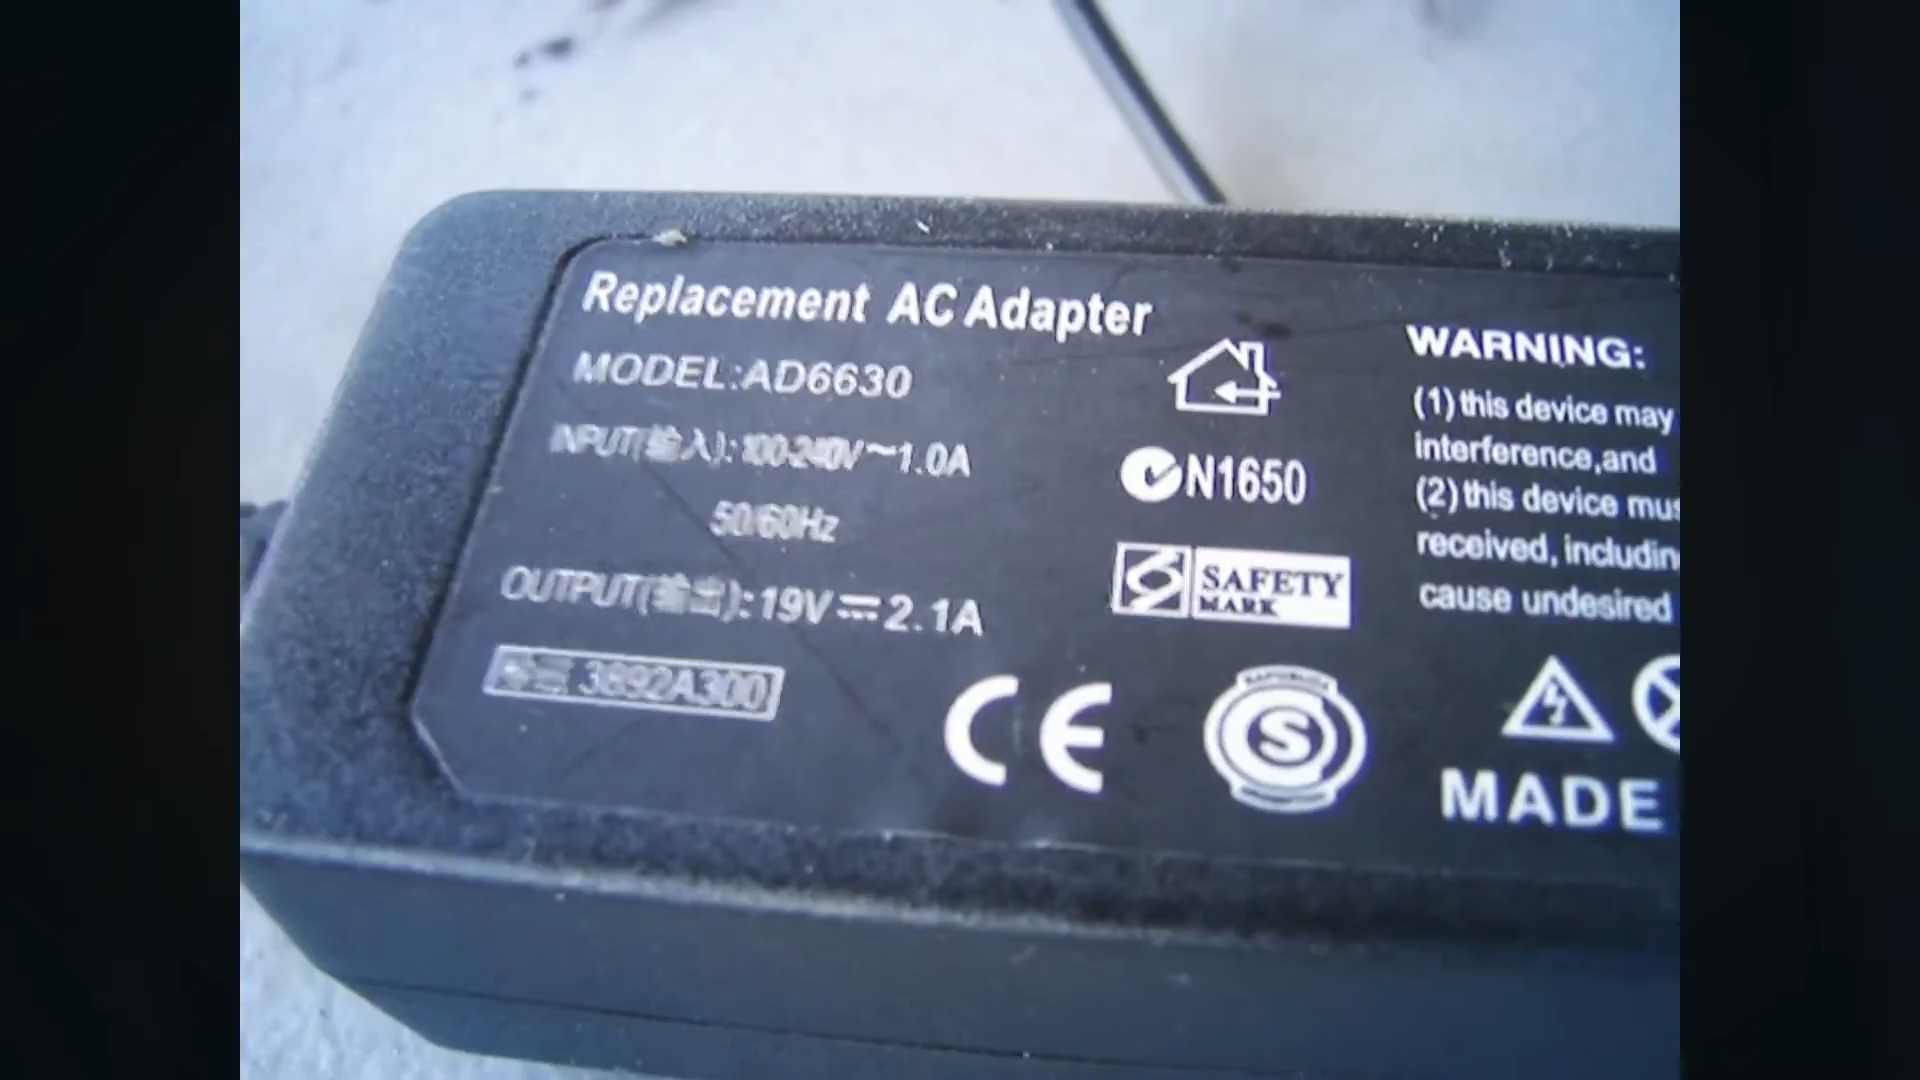 Replacement AC Adapter
MODEL:AD6630
INPUT(输入):100-240V~1.0A
50/60Hz
OUTPUT(输出):19V⎓2.1A
3892A300
N1650
S
SAFETY
MARK
CE
S
WARNING:
(1) this device may
interference,and
(2) this device mus
received, includin
cause undesired
MADE